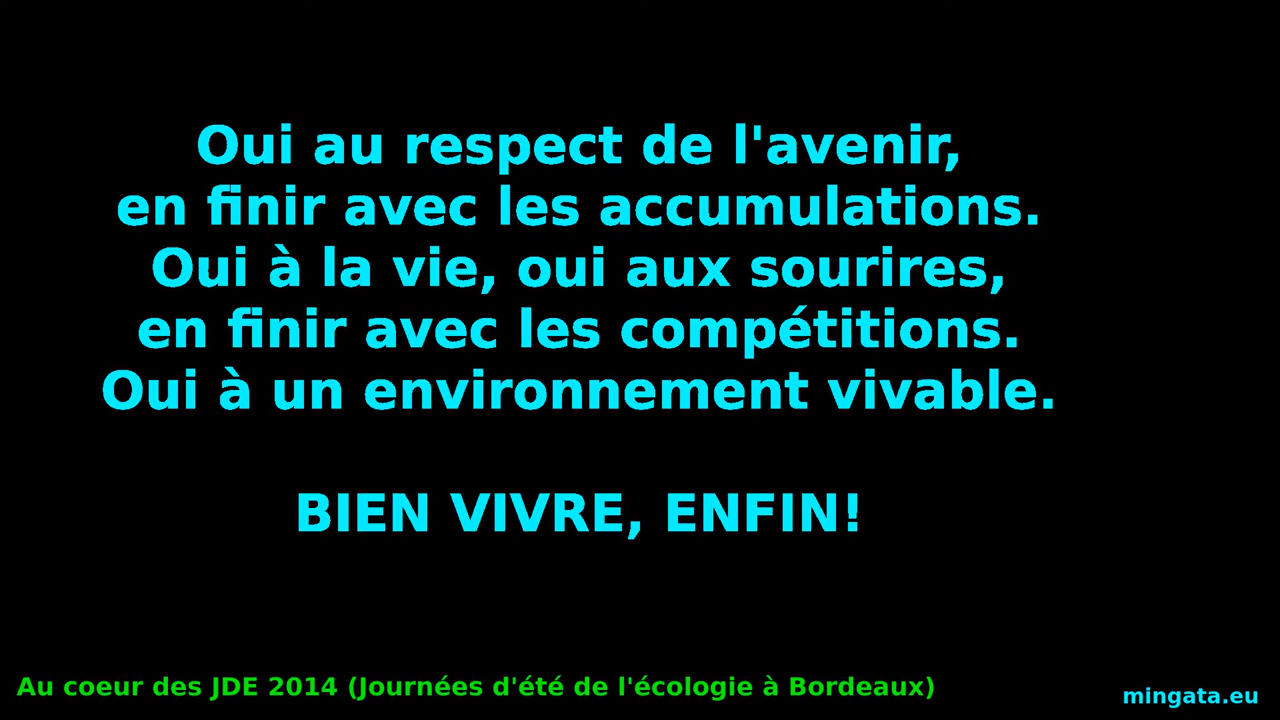 Oui au respect de l'avenir,
en finir avec les accumulations.
Oui à la vie, oui aux sourires,
en finir avec les compétitions.
Oui à un environnement vivable.
BIEN VIVRE, ENFIN!
Au coeur des JDE 2014 (Journées d'été de l'écologie à Bordeaux)
mingata.eu